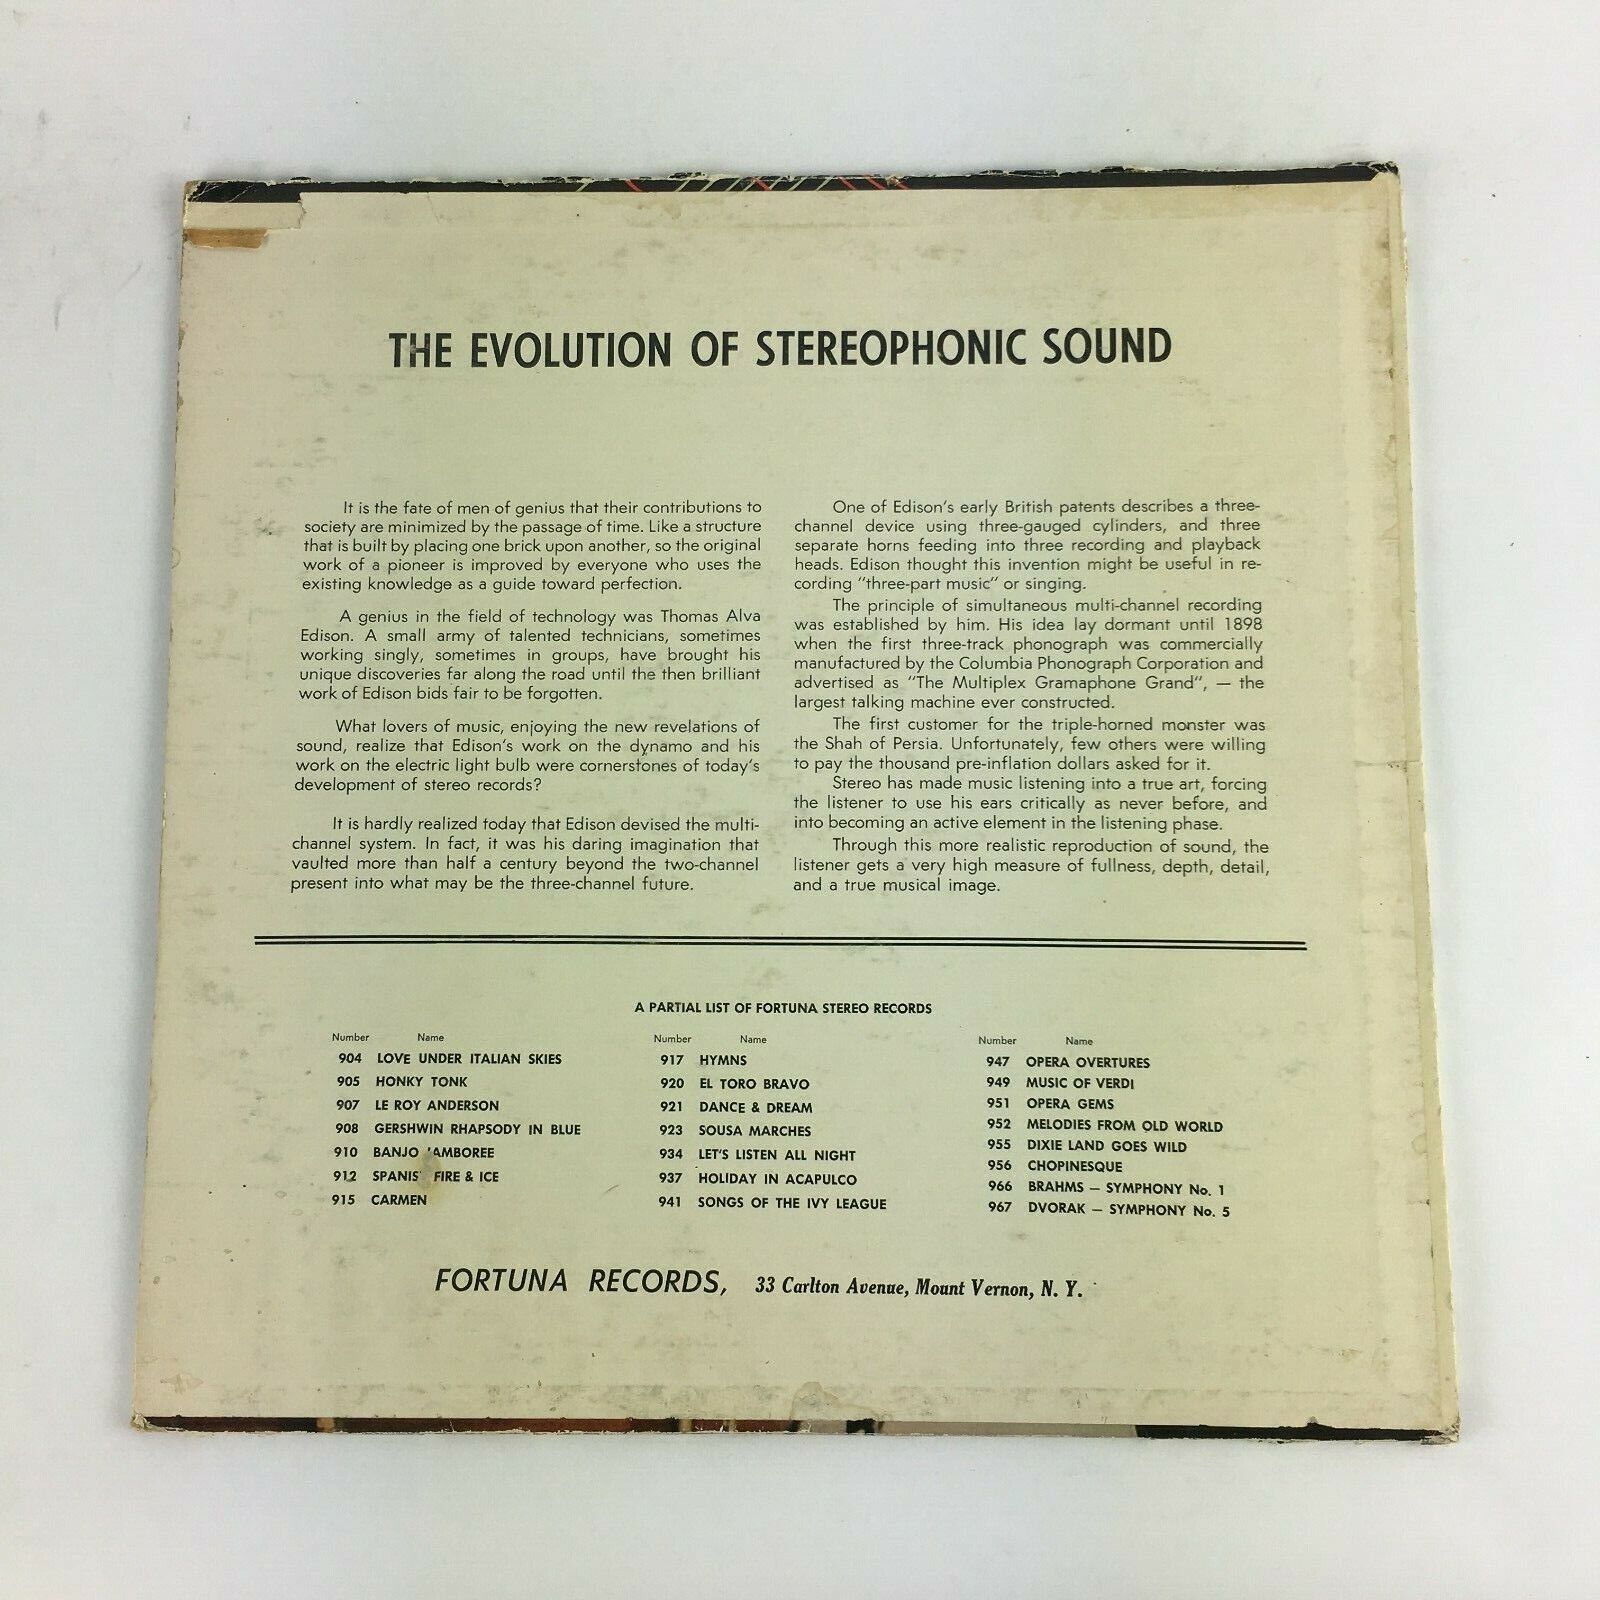 THE EVOLUTION OF STEREOPHONIC SOUND
It is the fate of men of genius that their contributions to
society are minimized by the passage of time. Like a structure
that is built by placing one brick upon another, so the original
work of a pioneer is improved by everyone who uses the
existing knowledge as a guide toward perfection.
A genius in the field of technology was Thomas Alva
Edison. A small army of talented technicians, sometimes
working singly, sometimes in groups, have brought his
unique discoveries far along the road until the then brilliant
work of Edison bids fair to be forgotten.
What lovers of music, enjoying the new revelations of
sound, realize that Edison's work on the dynamo and his
work on the electric light bulb were cornerstones of today's
development of stereo records?
It is hardly realized today that Edison devised the multi-
channel system. In fact, it was his daring imagination that
vaulted more than half a century beyond the two-channel
present into what may be the three-channel future.
One of Edison's early British patents describes a three-
channel device using three-gauged cylinders, and three
separate horns feeding into three recording and playback
heads. Edison thought this invention might be useful in re-
cording "three-part music" or singing.
The principle of simultaneous multi-channel recording
was established by him. His idea lay dormant until 1898
when the first three-track phonograph was commercially
manufactured by the Columbia Phonograph Corporation and
advertised as "The Multiplex Gramaphone Grand", — the
largest talking machine ever constructed.
The first customer for the triple-horned monster was
the Shah of Persia. Unfortunately, few others were willing
to pay the thousand pre-inflation dollars asked for it.
Stereo has made music listening into a true art, forcing
the listener to use his ears critically as never before, and
into becoming an active element in the listening phase.
Through this more realistic reproduction of sound, the
listener gets a very high measure of fullness, depth, detail,
and a true musical image.
A PARTIAL LIST OF FORTUNA STEREO RECORDS
Number Name
904 LOVE UNDER ITALIAN SKIES
905 HONKY TONK
907 LE ROY ANDERSON
908 GERSHWIN RHAPSODY IN BLUE
910 BANJO AMBOREE
912 SPANIS FIRE & ICE
915 CARMEN
Number Name
917 HYMNS
920 EL TORO BRAVO
921 DANCE & DREAM
923 SOUSA MARCHES
934 LET'S LISTEN ALL NIGHT
937 HOLIDAY IN ACAPULCO
941 SONGS OF THE IVY LEAGUE
Number Name
947 OPERA OVERTURES
949 MUSIC OF VERDI
951 OPERA GEMS
952 MELODIES FROM OLD WORLD
955 DIXIE LAND GOES WILD
956 CHOPINESQUE
966 BRAHMS — SYMPHONY No. 1
967 DVORAK — SYMPHONY No. 5
FORTUNA RECORDS, 33 Carlton Avenue, Mount Vernon, N. Y.